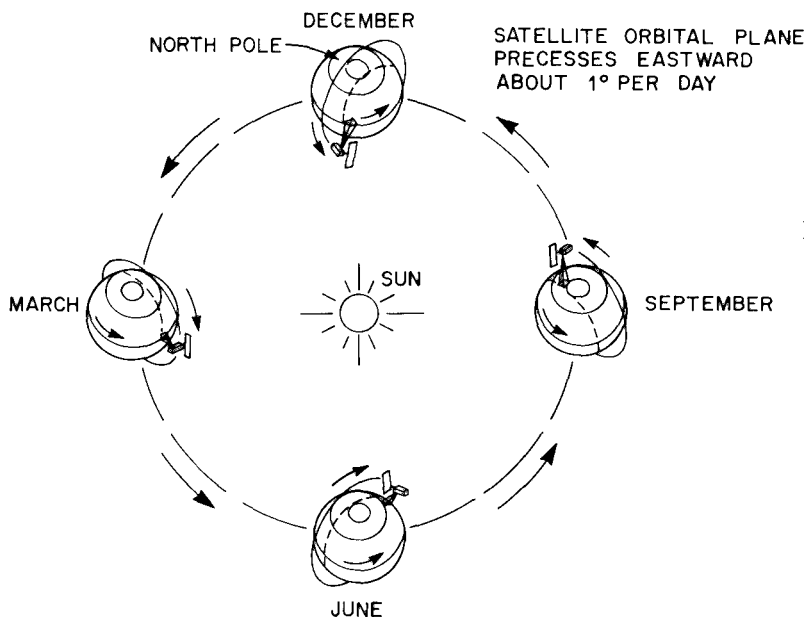 DECEMBER
NORTH POLE
SATELLITE ORBITAL PLANE
PRECESSES EASTWARD
ABOUT 1° PER DAY
SUN
MARCH
SEPTEMBER
JUNE